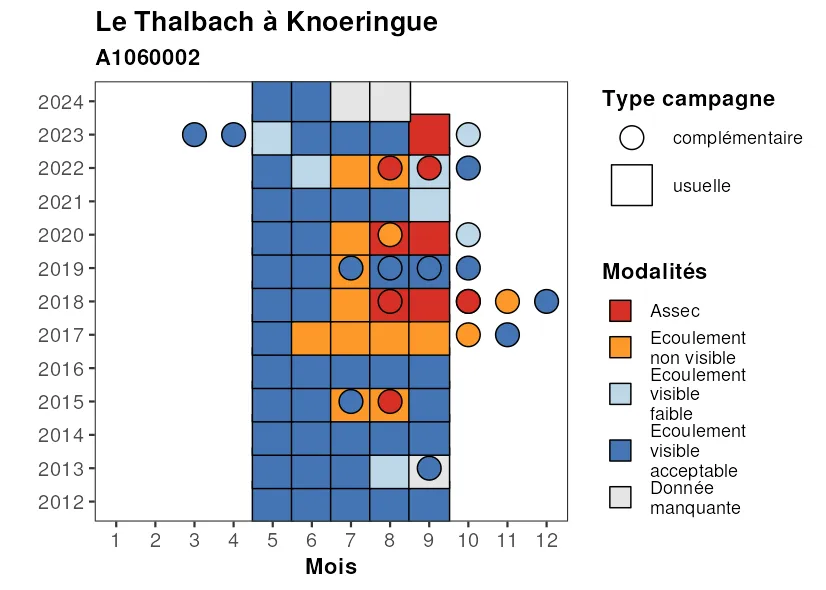 Le Thalbach à Knoeringue
A1060002
2024
2023
2022
2021
2020
2019
2018
2017
2016
2015
2014
2013
2012
1 2 3 4 5 6 7 8 9 10 11 12
Mois
Type campagne
complémentaire
usuelle
Modalités
Assec
Ecoulement
non visible
Ecoulement
visible
faible
Ecoulement
visible
acceptable
Donnée
manquante